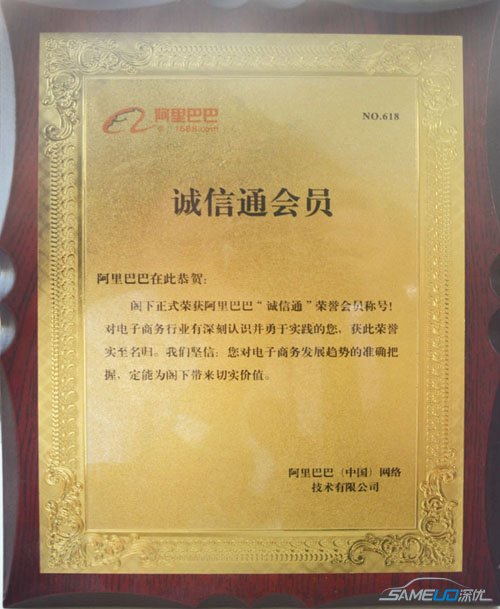 阿里巴巴
1688.com
NO.618
诚信通会员
阿里巴巴在此恭贺:
阁下正式荣获阿里巴巴“诚信通”荣誉会员称号!
对电子商务行业有深刻认识并勇于实践的您，获此荣誉
实至名归。我们坚信：您对电子商务发展趋势的准确把
握，定能为阁下带来切实价值。
阿里巴巴（中国）网络
技术有限公司
SAMEUO深优